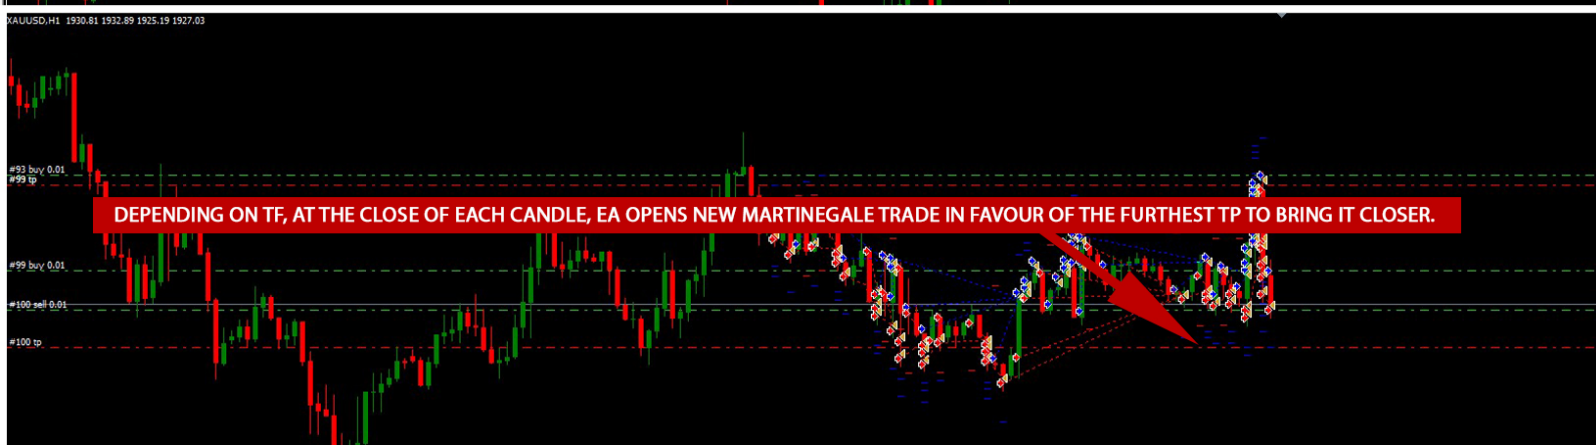 XAUUSD,H1 1930.81 1932.89 1925.19 1927.03
#93 buy 0.01
#99 tp
DEPENDING ON TF, AT THE CLOSE OF EACH CANDLE, EA OPENS NEW MARTINEGALE TRADE IN FAVOUR OF THE FURTHEST TP TO BRING IT CLOSER.
#99 buy 0.01
#100 sell 0.01
#100 tp